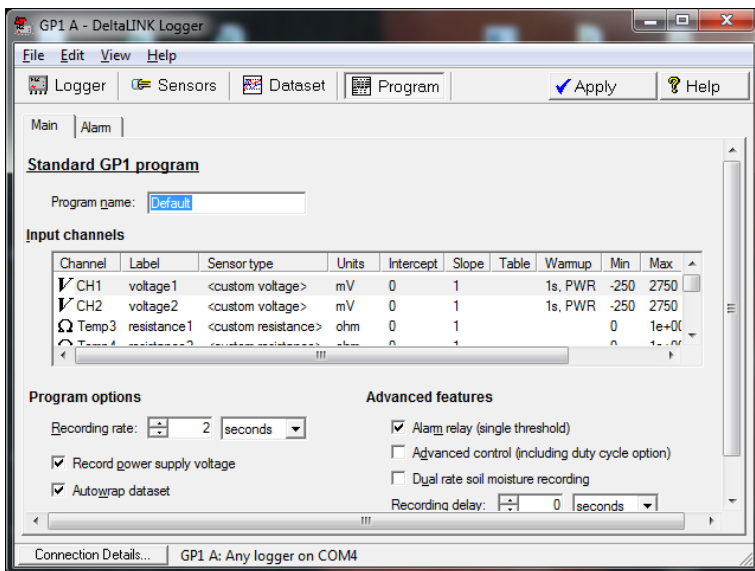 GP1 A - DeltaLINK Logger
File Edit View Help
Logger Sensors Dataset Program Apply Help
Main Alarm
Standard GP1 program
Program name: Default
Input channels
Channel Label Sensor type Units Intercept Slope Table Warmup Min Max
V CH1 voltage1 <custom voltage> mV 0 1 1s, PWR -250 2750
V CH2 voltage2 <custom voltage> mV 0 1 1s, PWR -250 2750
Ω Temp3 resistance1 <custom resistance> ohm 0 1 0
Program options Advanced features
Recording rate: 2 seconds
Alarm relay (single threshold)
Advanced control (including duty cycle option)
Record power supply voltage
Dual rate soil moisture recording
Autowrap dataset
Recording delay: 0 seconds
Connection Details... GP1 A: Any logger on COM4